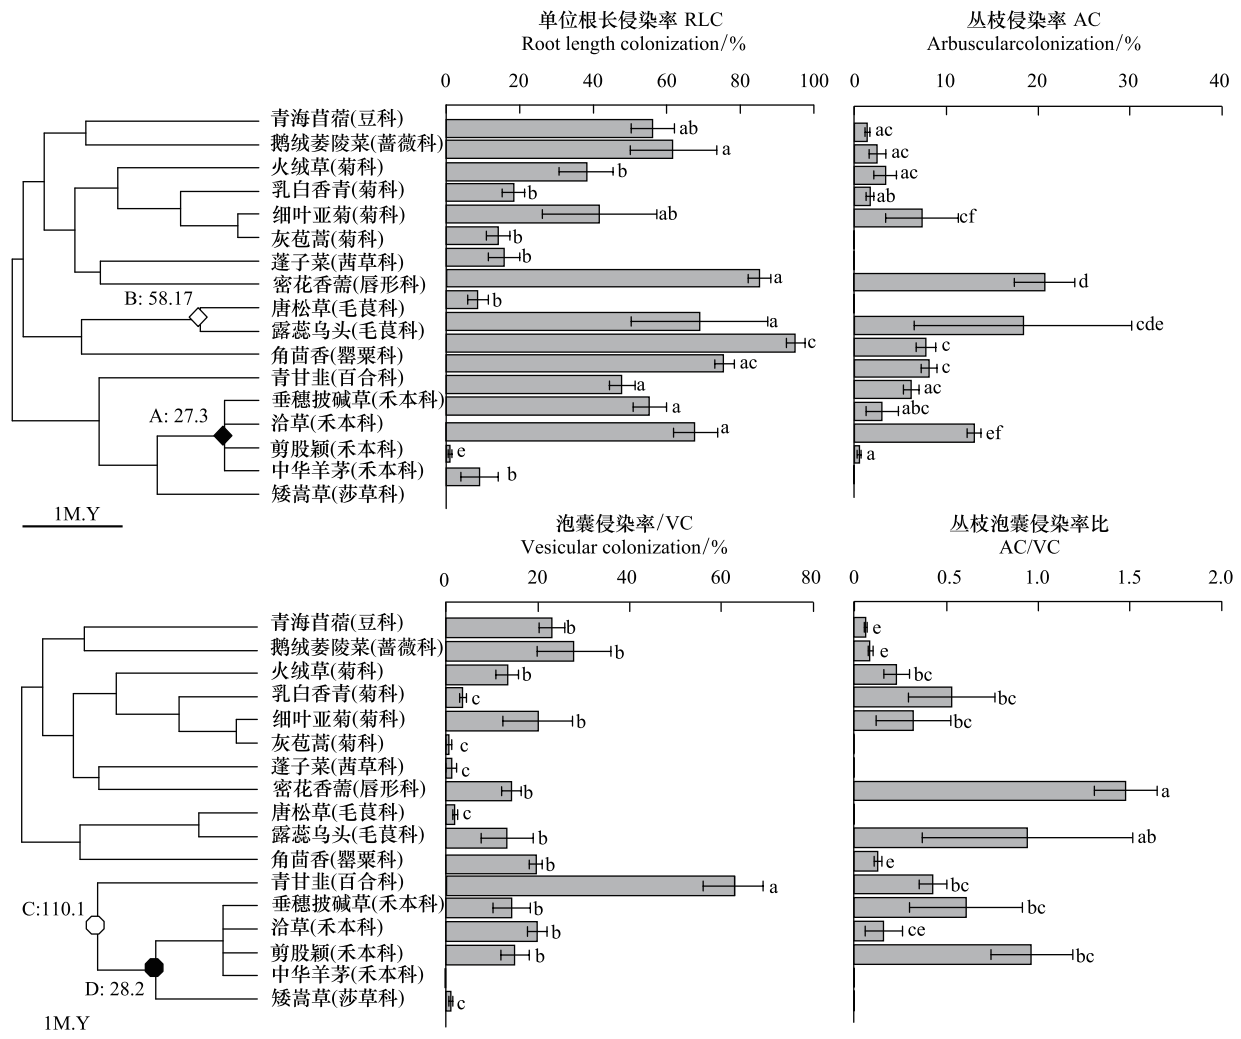 单位根长侵染率 RLC
Root length colonization/%
0 20 40 60 80 100
丛枝侵染率 AC
Arbuscularcolonization/%
0 10 20 30 40
青海苜蓿(豆科) ab ac
鹅绒萎陵菜(蔷薇科) a ac
火绒草(菊科) b ac
乳白香青(菊科) b ab
细叶亚菊(菊科) ab cf
灰苞蒿(菊科) b
蓬子菜(茜草科) b
密花香薷(唇形科) a d
B: 58.17
唐松草(毛茛科) b
露蕊乌头(毛茛科) a cde
角茴香(罂粟科) c c
青甘韭(百合科) ac c
垂穗披碱草(禾本科) a ac
A: 27.3
洽草(禾本科) a abc
剪股颖(禾本科) a ef
中华羊茅(禾本科) e a
矮嵩草(莎草科) b
1M.Y
泡囊侵染率/VC
Vesicular colonization/%
0 20 40 60 80
丛枝泡囊侵染率比
AC/VC
0 0.5 1.0 1.5 2.0
青海苜蓿(豆科) b e
鹅绒萎陵菜(蔷薇科) b e
火绒草(菊科) b bc
乳白香青(菊科) c bc
细叶亚菊(菊科) b bc
灰苞蒿(菊科) c
蓬子菜(茜草科) c
密花香薷(唇形科) b a
唐松草(毛茛科) c
露蕊乌头(毛茛科) b ab
角茴香(罂粟科) b e
青甘韭(百合科) a bc
C:110.1
垂穗披碱草(禾本科) b bc
洽草(禾本科) b ce
剪股颖(禾本科) b bc
中华羊茅(禾本科)
D: 28.2
矮嵩草(莎草科) c
1M.Y